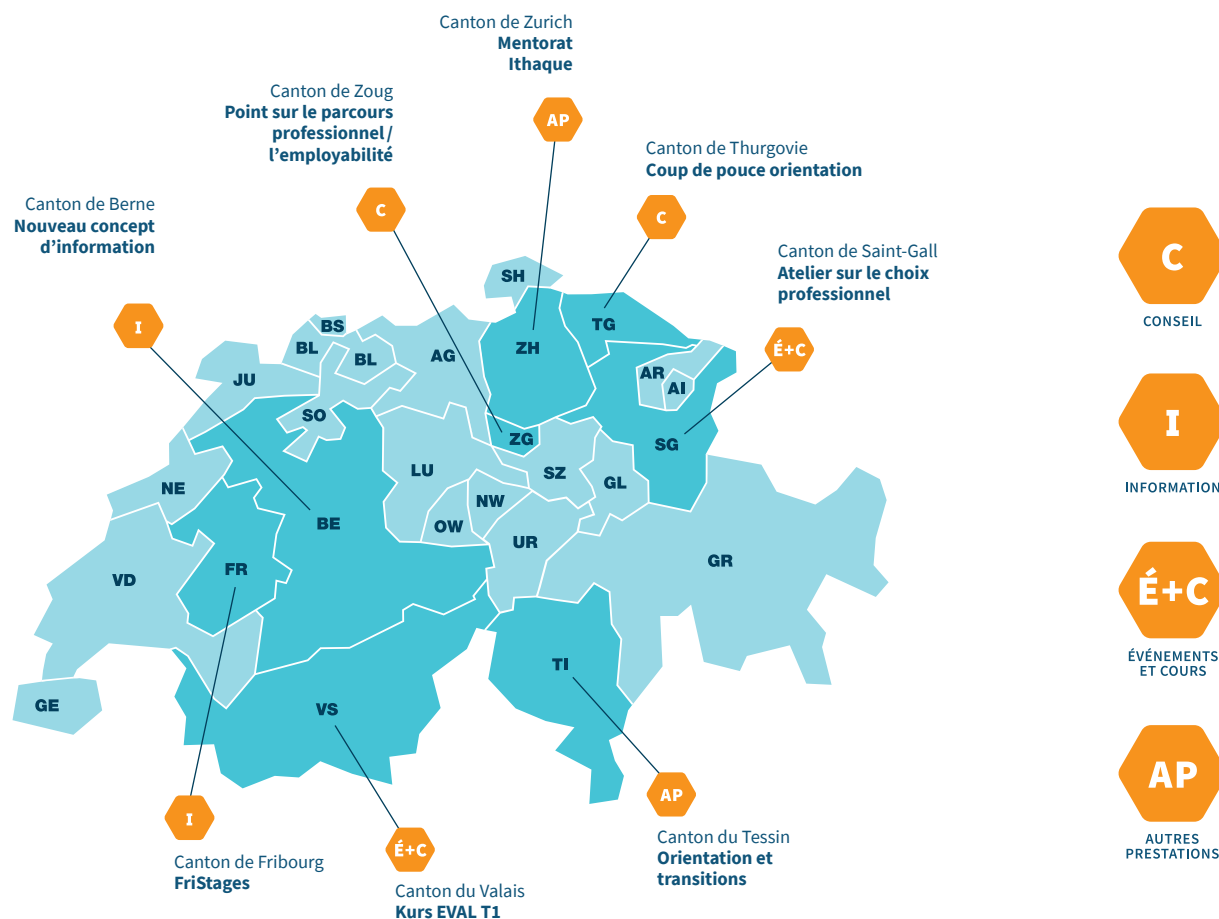 Canton de Zurich
Mentorat
Ithaque
AP
Canton de Zoug
Point sur le parcours
professionnel/
l’employabilité
C
Canton de Thurgovie
Coup de pouce orientation
C
Canton de Berne
Nouveau concept
d’information
I
Canton de Saint-Gall
Atelier sur le choix
professionnel
É+C
SH
BS
BL
BL
AG
ZH
TG
JU
AR
AI
SO
ZG
SG
LU
SZ
GL
NE
NW
OW
BE
UR
GR
FR
VD
TI
GE
VS
I
Canton de Fribourg
FriStages
É+C
Canton du Valais
Kurs EVAL T1
AP
Canton du Tessin
Orientation et
transitions
C
CONSEIL
I
INFORMATION
É+C
ÉVÉNEMENTS
ET COURS
AP
AUTRES
PRESTATIONS